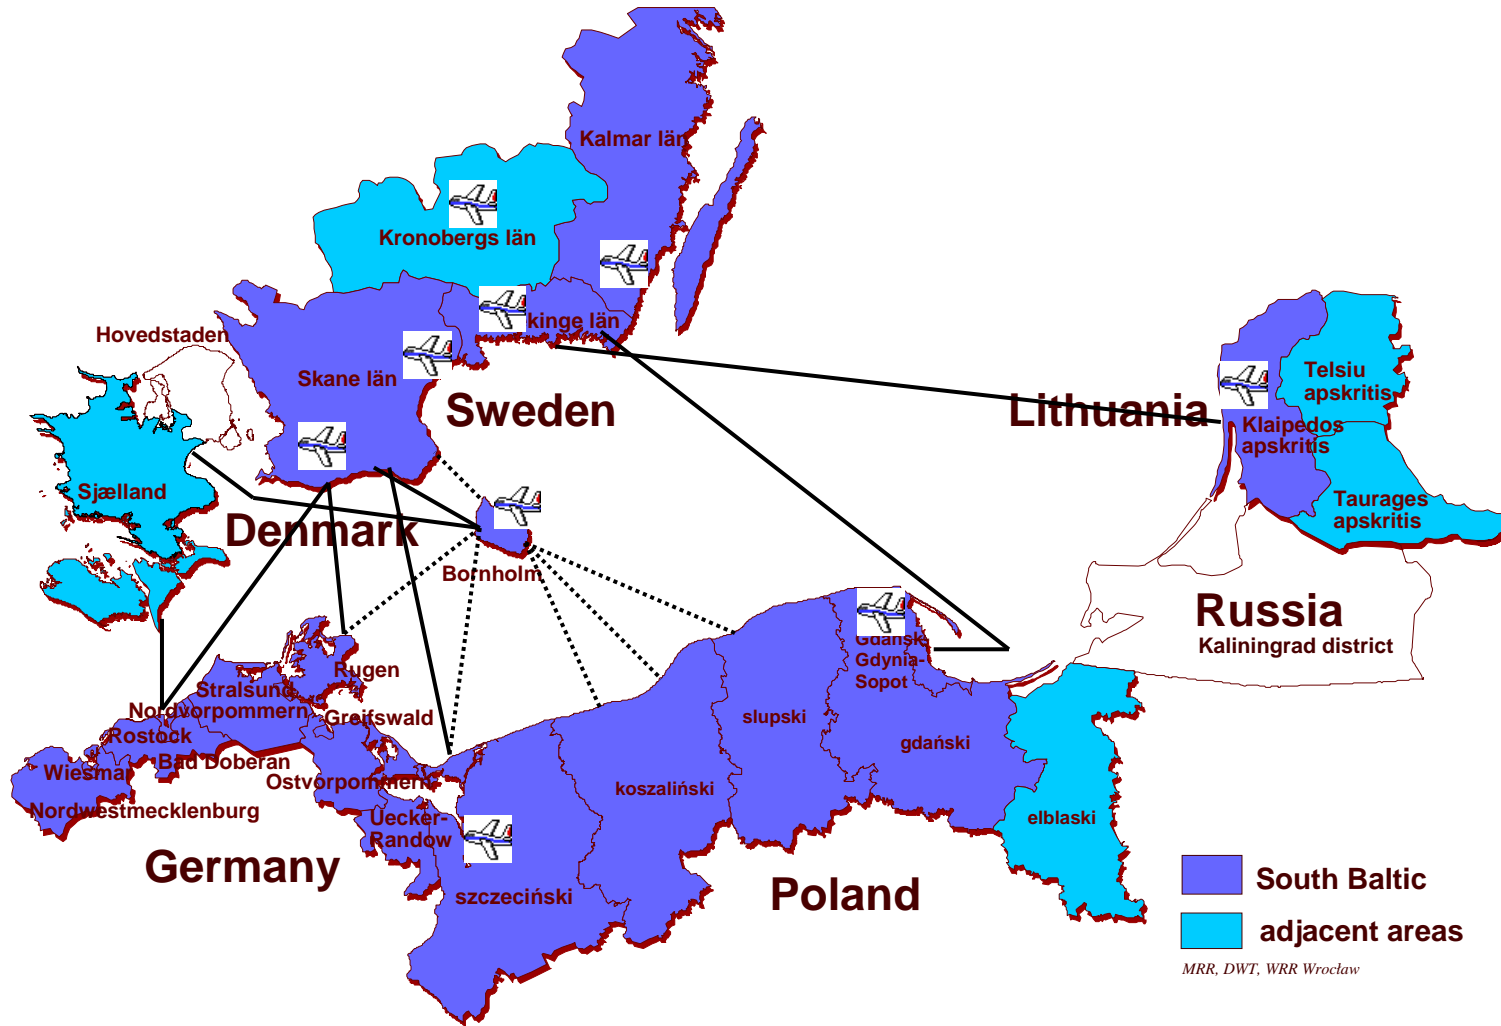 Kalmar län
Kronobergs län
kinge län
Hovedstaden
Skane län
Sweden
Lithuania
Telsiu
apskritis
Klaipedos
apskritis
Sjælland
Taurages
apskritis
Denmark
Bornholm
Russia
Kaliningrad district
Gdańsk-
Gdynia-
Sopot
Rugen
Stralsund
Nordvorpommern
Greifswald
Rostock
slupski
gdański
Bad Doberan
Wiesmar
Ostvorpommern
koszaliński
Nordwestmecklenburg
Uecker-
Randow
elblaski
Germany
szczeciński
Poland
South Baltic
adjacent areas
MRR, DWT, WRR Wrocław